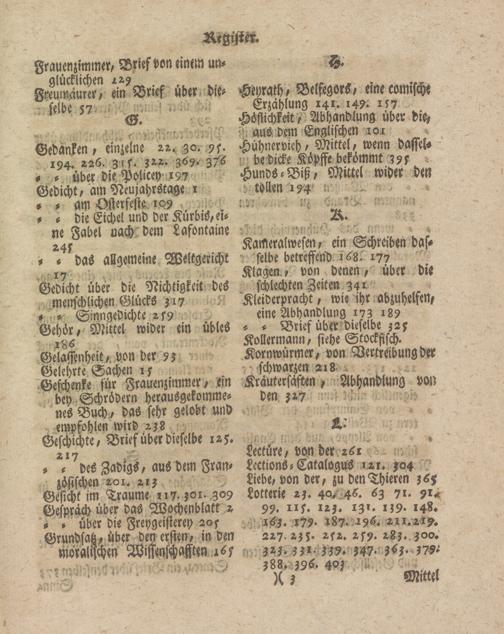 Register.
Frauenzimmer, Brief von einem un-
glücklichen 129
Freymäurer, ein Brief über die-
selbe 57
G.
Gedanken, einzelne 22. 30. 95.
194. 226. 315. 322. 369. 376
= = über die Policey 197
Gedicht, am Neujahrstage 1
= = am Osterfeste 109
= = die Eichel und der Kürbis, ei-
ne Fabel nach dem Lafontaine
245
= = das allgemeine Weltgericht
17
Gedicht über die Nichtigkeit des
menschlichen Glücks 317
= = Sinngedichte 259
Gehör, Mittel wider ein übles
186
Gelassenheit, von der 93
Gelehrte Sachen 15
Geschenke für Frauenzimmer, ein
bey Schrödern herausgekomme-
nes Buch, das sehr gelobt und
empfohlen wird 238
Geschichte, Brief über dieselbe 125.
217
= = des Zadigs, aus dem Fran-
zösischen 201. 213
Gesicht im Traume 117. 301. 309
Gespräch über das Wochenblatt 2
= = über die Freygeisterey 205
Grundsatz, über den ersten, in den
moralischen Wissenschafften 165
H.
Heyrath, Belfegors, eine comische
Erzählung 141. 149. 157
Höflichkeit, Abhandlung über die,
aus dem Englischen 101
Hühnervieh, Mittel, wenn dassel-
be dicke Köpffe bekömmt 395
Hunds-Biß, Mittel wider den
tollen 194
K.
Kameralwesen, ein Schreiben das-
selbe betreffend 168. 177
Klagen, von denen, über die
schlechten Zeiten 341
Kleiderpracht, wie ihr abzuhelfen,
eine Abhandlung 173 189
= = Brief über dieselbe 325
Kollermann, siehe Stockfisch.
Kornwürmer, von Vertreibung der
schwarzen 218
Kräutersäften, Abhandlung von
den 327
L.
Lectüre, von der 261
Lections-Catalogus 121. 304
Liebe, von der, zu den Thieren 365
Lotterie 23. 40. 46. 63 71. 91.
99. 115. 123. 131. 139. 148.
163. 179. 187. 196. 211. 219.
227. 235. 252. 259. 283. 300.
323. 331. 339. 347. 363. 379.
388. 396. 403
)( 3 Mittel